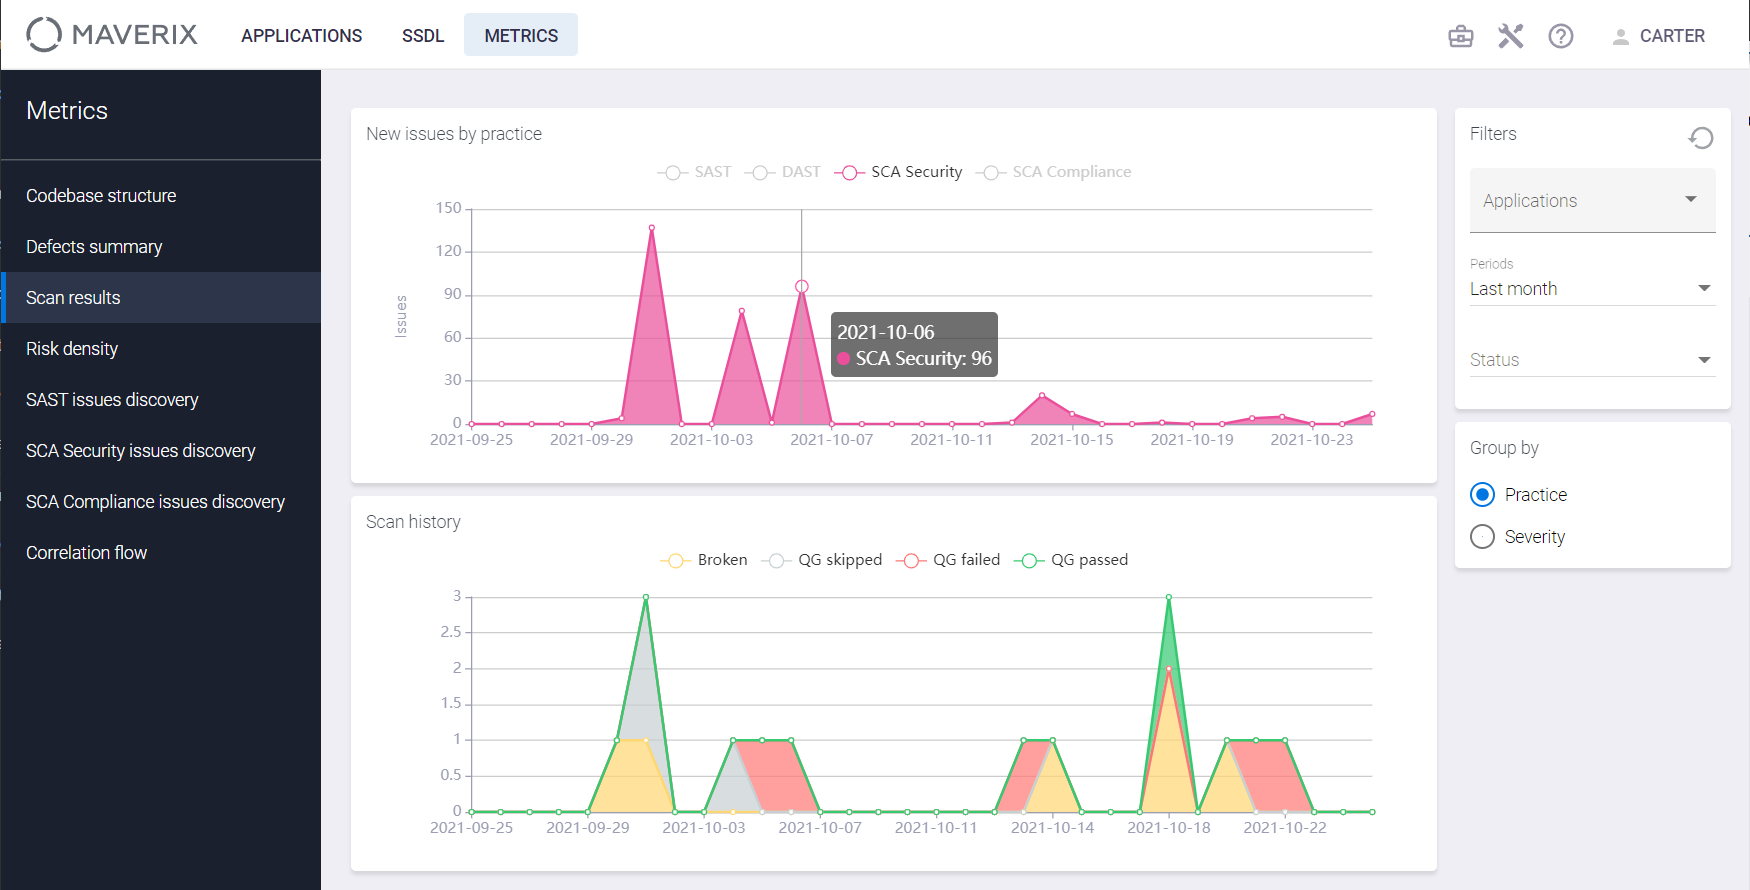 MAVERIX
APPLICATIONS
SSDL
METRICS
CARTER
Metrics
Codebase structure
Defects summary
Scan results
Risk density
SAST issues discovery
SCA Security issues discovery
SCA Compliance issues discovery
Correlation flow
New issues by practice
SAST DAST SCA Security SCA Compliance
Issues
150
120
90
60
30
0
2021-10-06
SCA Security: 96
2021-09-25 2021-09-29 2021-10-03 2021-10-07 2021-10-11 2021-10-15 2021-10-19 2021-10-23
Scan history
Broken QG skipped QG failed QG passed
3
2.5
2
1.5
1
0.5
0
2021-09-25 2021-09-29 2021-10-03 2021-10-07 2021-10-11 2021-10-14 2021-10-18 2021-10-22
Filters
Applications
Periods
Last month
Status
Group by
Practice
Severity